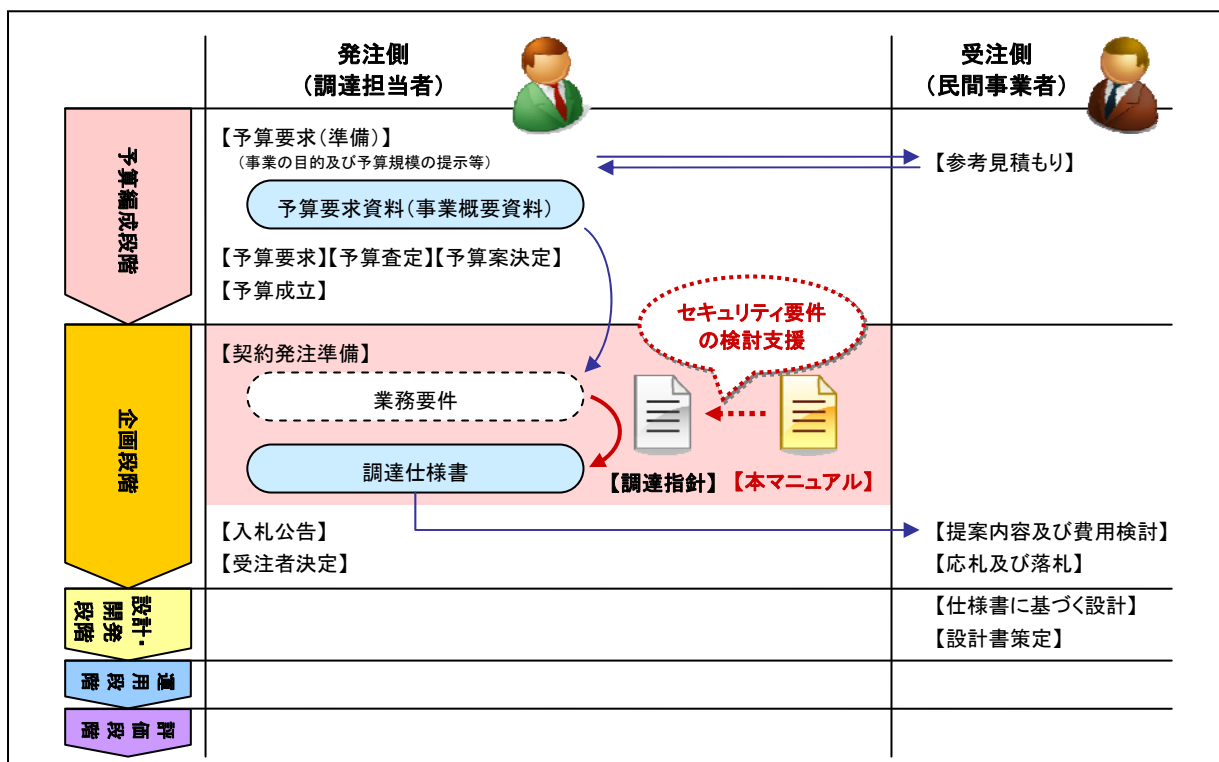 発注側
（調達担当者）
受注側
（民間事業者）
予算編成段階
【予算要求（準備）】
（事業の目的及び予算規模の提示等）
【参考見積もり】
予算要求資料（事業概要資料）
【予算要求】【予算査定】【予算案決定】
【予算成立】
セキュリティ要件
の検討支援
企画段階
【契約発注準備】
業務要件
調達仕様書
【調達指針】
【本マニュアル】
【入札公告】
【受注者決定】
【提案内容及び費用検討】
【応札及び落札】
設計・
開発
段階
【仕様書に基づく設計】
【設計書策定】
運用段階
評価段階